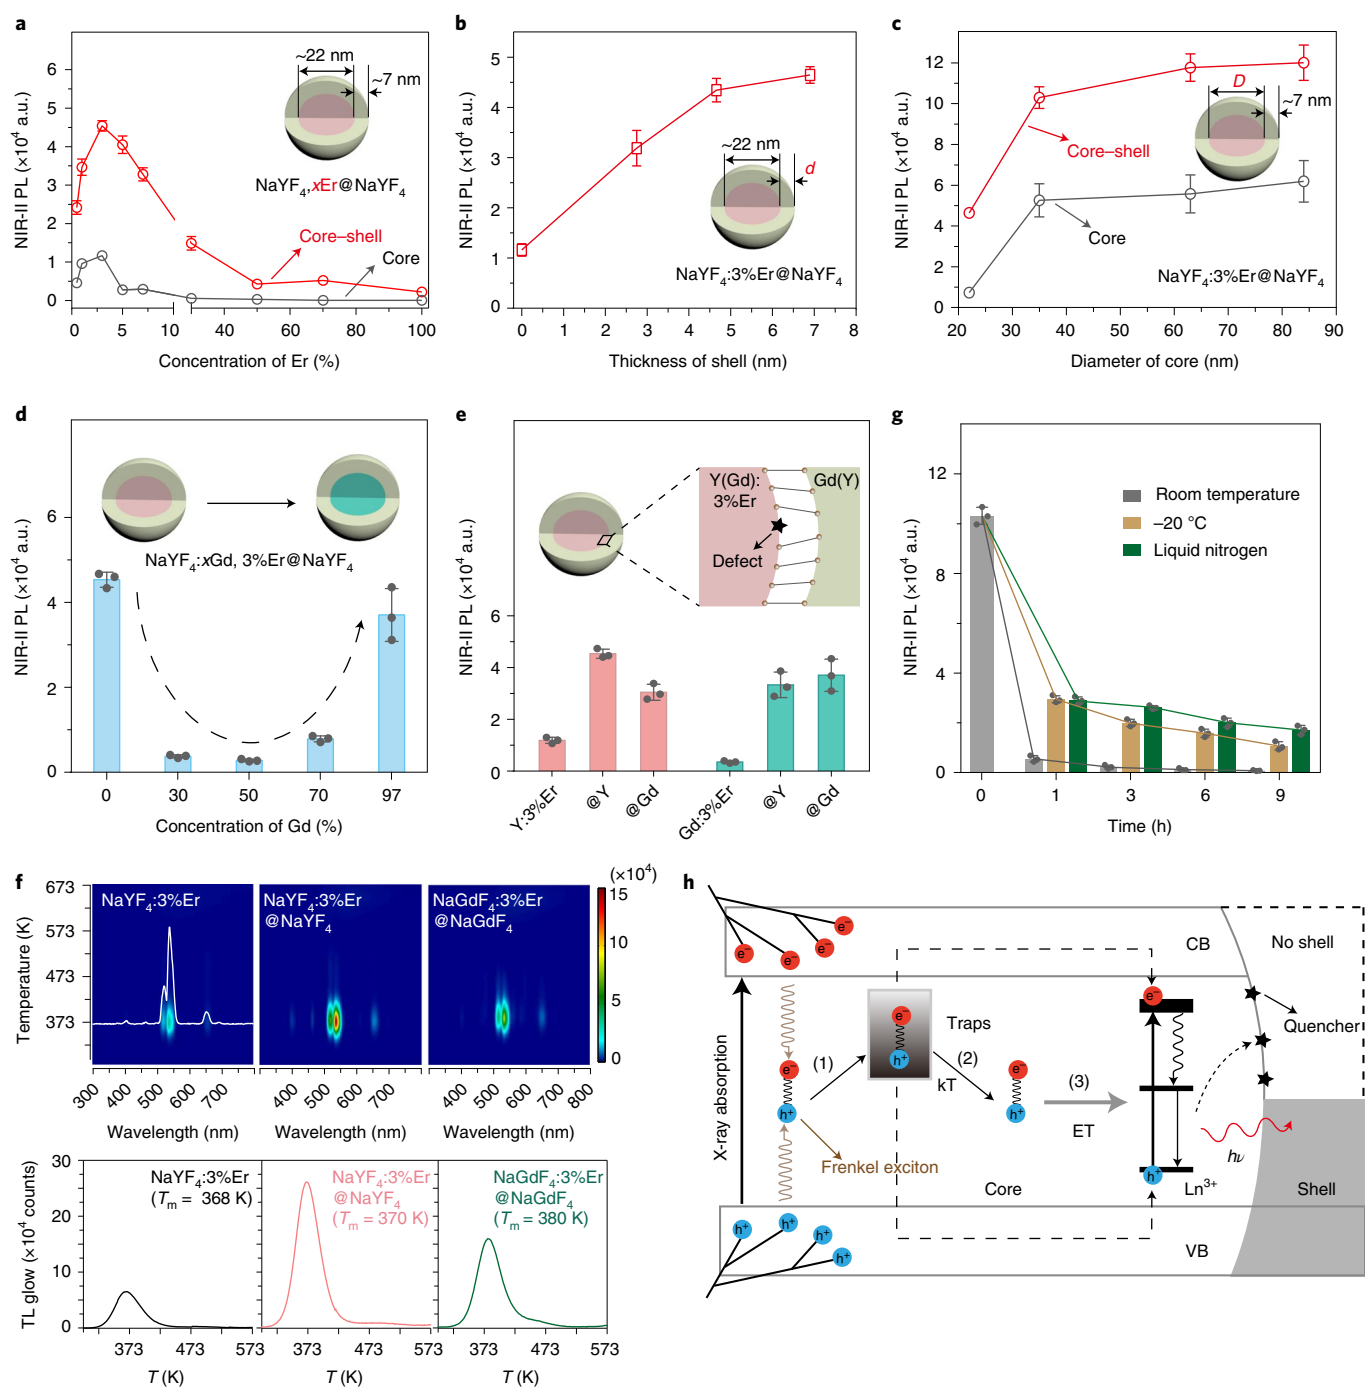 a
NIR-II PL (×10⁴ a.u.)
6
5
4
3
2
1
0
~22 nm
~7 nm
NaYF₄,xEr@NaYF₄
Core–shell
Core
0 5 10 40 60 80 100
Concentration of Er (%)
b
NIR-II PL (×10⁴ a.u.)
5
4
3
2
1
0
~22 nm
d
NaYF₄:3%Er@NaYF₄
0 1 2 3 4 5 6 7 8
Thickness of shell (nm)
c
NIR-II PL (×10⁴ a.u.)
12
10
8
6
4
2
0
D
~7 nm
Core–shell
Core
NaYF₄:3%Er@NaYF₄
20 30 40 50 60 70 80 90
Diameter of core (nm)
d
NIR-II PL (×10⁴ a.u.)
6
4
2
0
NaYF₄:xGd, 3%Er@NaYF₄
0 30 50 70 97
Concentration of Gd (%)
e
NIR-II PL (×10⁴ a.u.)
6
4
2
0
Y(Gd):
3%Er
Gd(Y)
Defect
Y:3%Er @Y @Gd Gd:3%Er @Y @Gd
g
NIR-II PL (×10⁴ a.u.)
12
8
4
0
Room temperature
–20 °C
Liquid nitrogen
0 1 3 6 9
Time (h)
f
Temperature (K)
673
573
473
373
NaYF₄:3%Er
NaYF₄:3%Er
@NaYF₄
NaGdF₄:3%Er
@NaGdF₄
(×10⁴)
15
10
5
0
300 400 500 600 700
400 500 600 700
400 500 600 700 800
Wavelength (nm)
Wavelength (nm)
Wavelength (nm)
TL glow (×10⁴ counts)
30
20
10
0
NaYF₄:3%Er
(Tₘ = 368 K)
NaYF₄:3%Er
@NaYF₄
(Tₘ = 370 K)
NaGdF₄:3%Er
@NaGdF₄
(Tₘ = 380 K)
373 473 573
373 473 573
373 473 573
T (K)
T (K)
T (K)
h
e⁻
e⁻
e⁻
e⁻
CB
No shell
X-ray absorption
e⁻
h⁺
(1)
e⁻
h⁺
Traps
(2)
kT
e⁻
h⁺
(3)
ET
e⁻
h⁺
Quencher
Frenkel exciton
Core
Ln³⁺
hν
Shell
h⁺
h⁺
h⁺
h⁺
VB